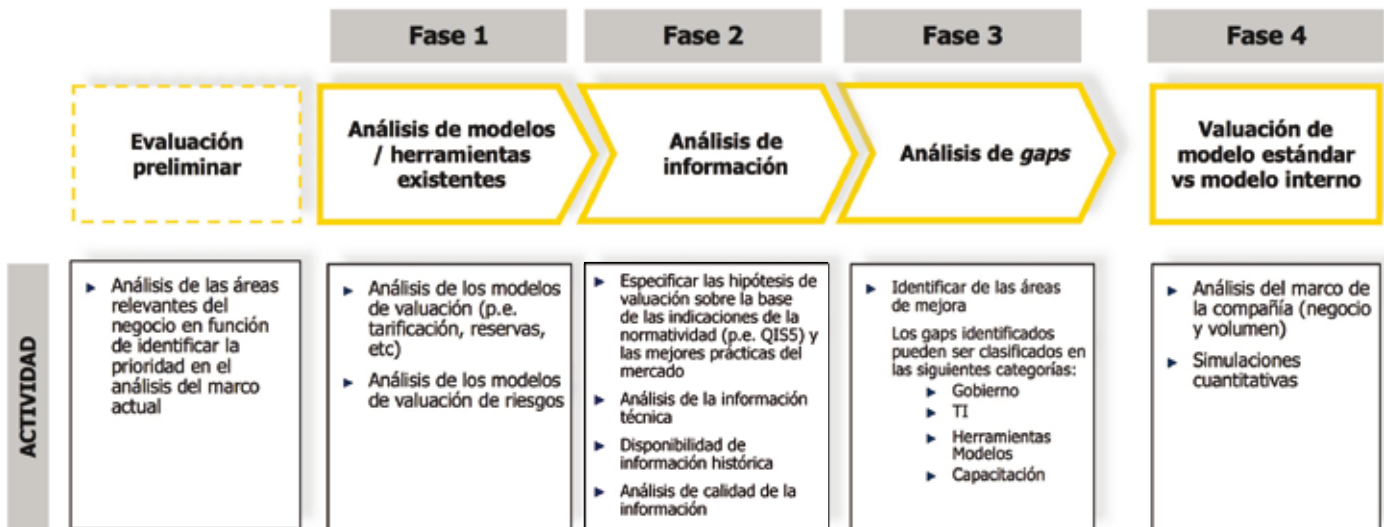 Fase 1
Fase 2
Fase 3
Fase 4
Evaluación
preliminar
Análisis de modelos
/ herramientas
existentes
Análisis de
información
Análisis de gaps
Valuación de
modelo estándar
vs modelo interno
ACTIVIDAD
► Análisis de las áreas
relevantes del
negocio en función
de identificar la
prioridad en el
análisis del marco
actual
► Análisis de los modelos
de valuación (p.e.
tarificación, reservas,
etc)
► Análisis de los modelos
de valuación de riesgos
► Especificar las hipótesis de
valuación sobre la base
de las indicaciones de la
normatividad (p.e. QIS5) y
las mejores prácticas del
mercado
► Análisis de la información
técnica
► Disponibilidad de
información histórica
► Análisis de calidad de la
información
► Identificar de las áreas
de mejora
Los gaps identificados
pueden ser clasificados en
las siguientes categorías:
► Gobierno
► TI
► Herramientas
Modelos
► Capacitación
► Análisis del marco de
la compañía (negocio
y volumen)
► Simulaciones
cuantitativas